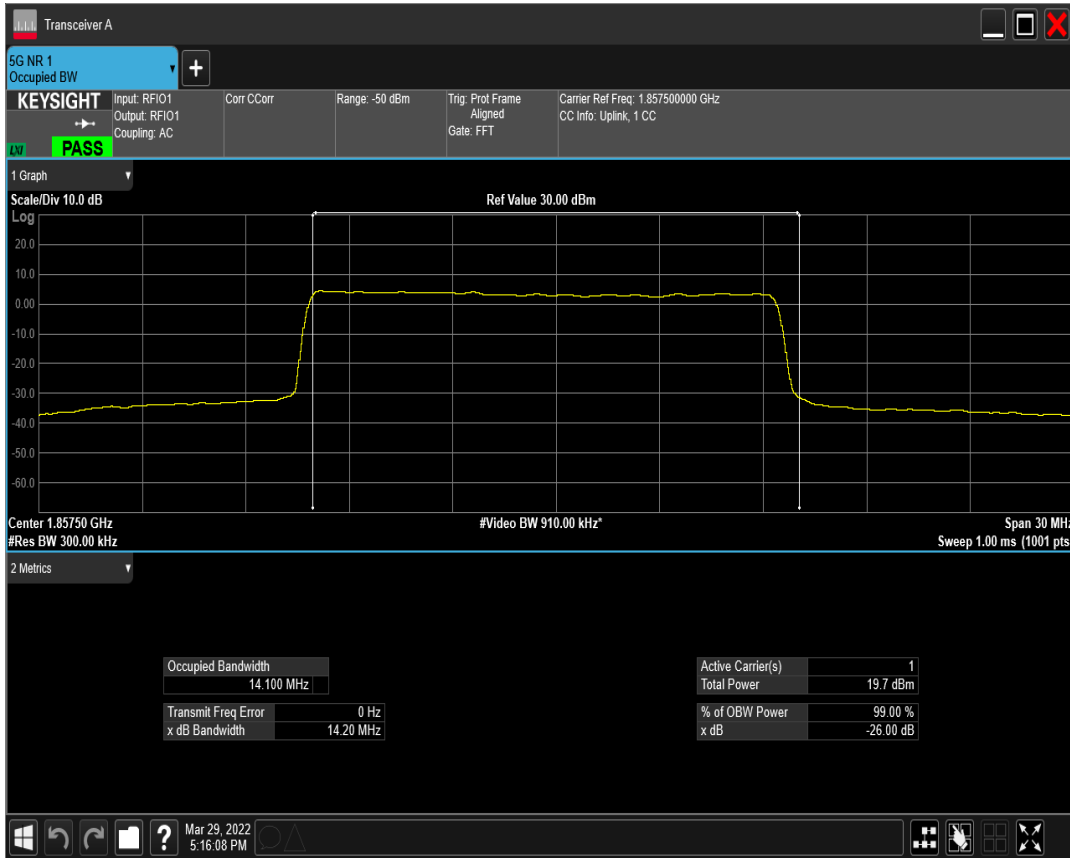 Transceiver A
5G NR 1
Occupied BW
+
KEYSIGHT
LXI
PASS
Input: RFIO1
Output: RFIO1
Coupling: AC
Corr CCorr
Range: -50 dBm
Trig: Prot Frame
Aligned
Gate: FFT
Carrier Ref Freq: 1.857500000 GHz
CC Info: Uplink, 1 CC
1 Graph
Scale/Div 10.0 dB
Ref Value 30.00 dBm
Log
20.0
10.0
0.00
-10.0
-20.0
-30.0
-40.0
-50.0
-60.0
Center 1.85750 GHz
#Video BW 910.00 kHz*
Span 30 MHz
#Res BW 300.00 kHz
Sweep 1.00 ms (1001 pts
2 Metrics
Occupied Bandwidth
14.100 MHz
Transmit Freq Error 0 Hz
x dB Bandwidth 14.20 MHz
Active Carrier(s) 1
Total Power 19.7 dBm
% of OBW Power 99.00 %
x dB -26.00 dB
?
Mar 29, 2022
5:16:08 PM